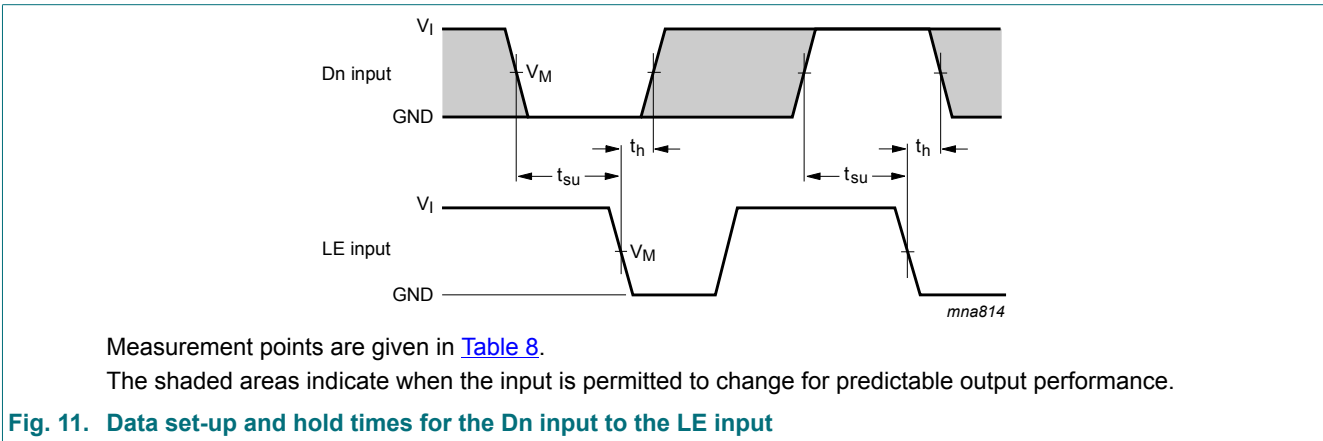 VI
Dn input
VM
GND
th
th
tsu
tsu
VI
LE input
VM
GND
mna814
Measurement points are given in Table 8.
The shaded areas indicate when the input is permitted to change for predictable output performance.
Fig. 11. Data set-up and hold times for the Dn input to the LE input